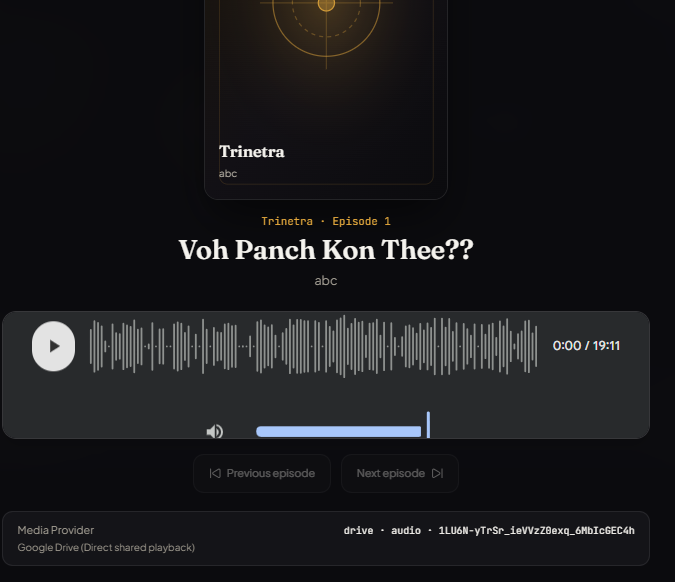 Trinetra
abc
Trinetra · Episode 1
Voh Panch Kon Thee??
abc
0:00 / 19:11
Previous episode
Next episode
Media Provider
drive · audio · 1LU6N-yTrSr_ieVVzZ0exq_6MbIcGEC4h
Google Drive (Direct shared playback)